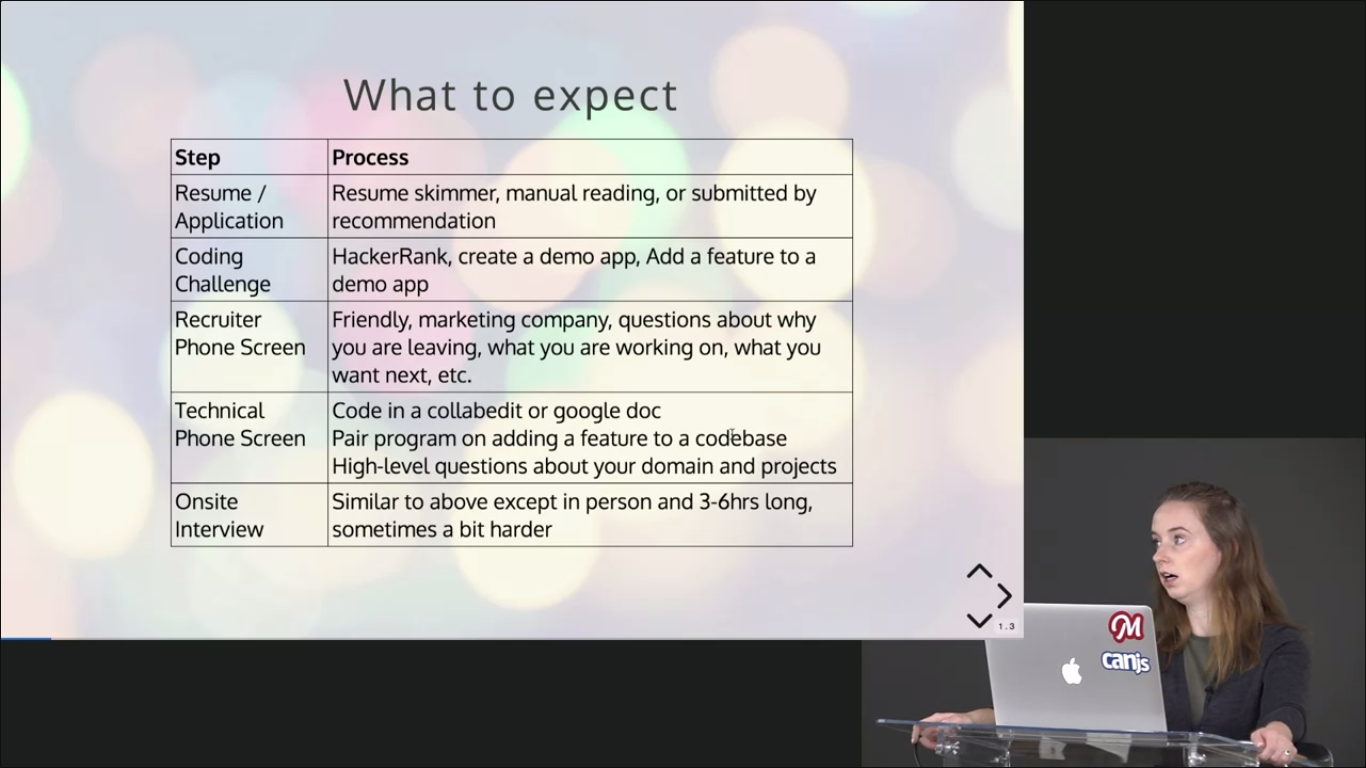 What to expect
Step
Process
Resume /
Application
Resume skimmer, manual reading, or submitted by
recommendation
Coding
Challenge
HackerRank, create a demo app, Add a feature to a
demo app
Recruiter
Phone Screen
Friendly, marketing company, questions about why
you are leaving, what you are working on, what you
want next, etc.
Technical
Phone Screen
Code in a collabedit or google doc
Pair program on adding a feature to a codebase
High-level questions about your domain and projects
Onsite
Interview
Similar to above except in person and 3-6hrs long,
sometimes a bit harder
1.3
M
canjs